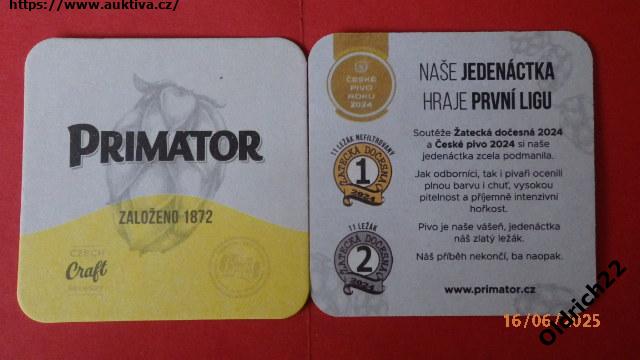 https://www.auktiva.cz/
PRIMÁTOR
ZALOŽENO 1872
CZECH
Craft
ČESKÉ
PIVO
ROKU
2024
NAŠE JEDENÁCTKA
HRAJE PRVNÍ LIGU
Soutěže Žatecká dočesná 2024
a České pivo 2024 si naše
jedenáctka zcela podmanila.
Jak odborníci, tak i pivaři ocenili
plnou barvu i chuť, vysokou
pitelnost a příjemně intenzivní
hořkost.
Pivo je naše vášeň, jedenáctka
náš zlatý ležák.
Náš příběh nekončí, ba naopak.
www.primator.cz
11 LEŽÁK NEFILTROVANÝ
ŽATECKÁ DOČESNÁ
1
2024
11 LEŽÁK
ŽATECKÁ DOČESNÁ
2
2024
16/06/2025
Oldrich22